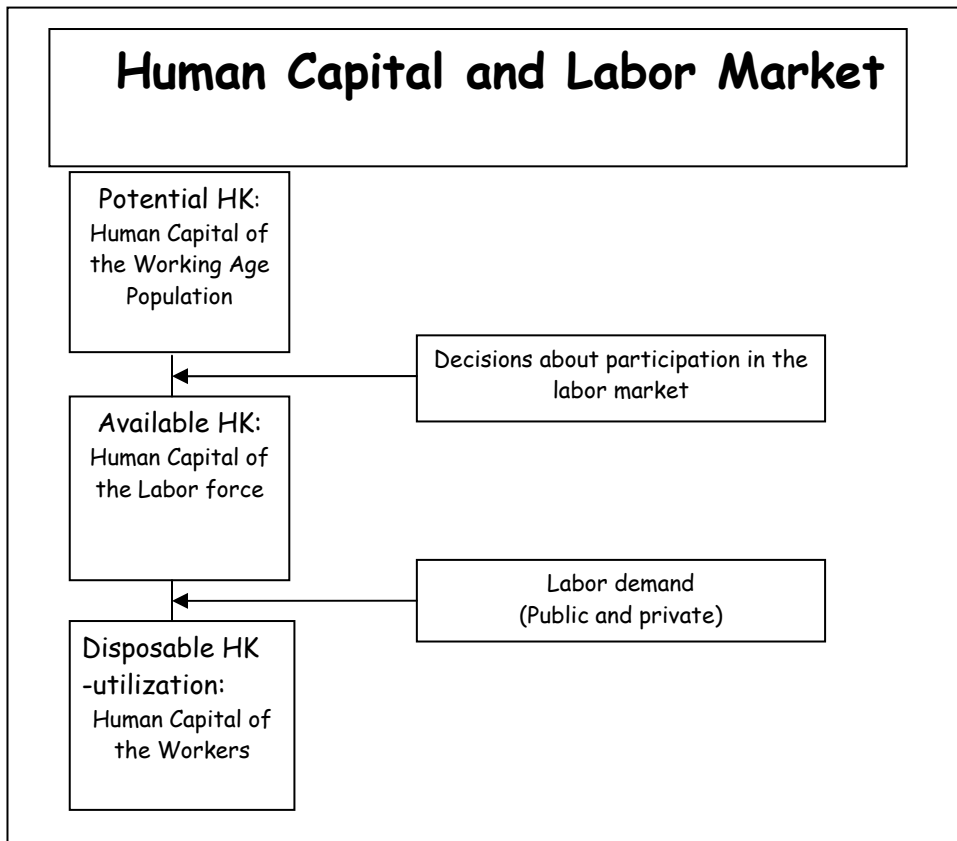 Human Capital and Labor Market
Potential HK:
Human Capital of
the Working Age
Population
Decisions about participation in the
labor market
Available HK:
Human Capital of
the Labor force
Labor demand
(Public and private)
Disposable HK
-utilization:
Human Capital of
the Workers